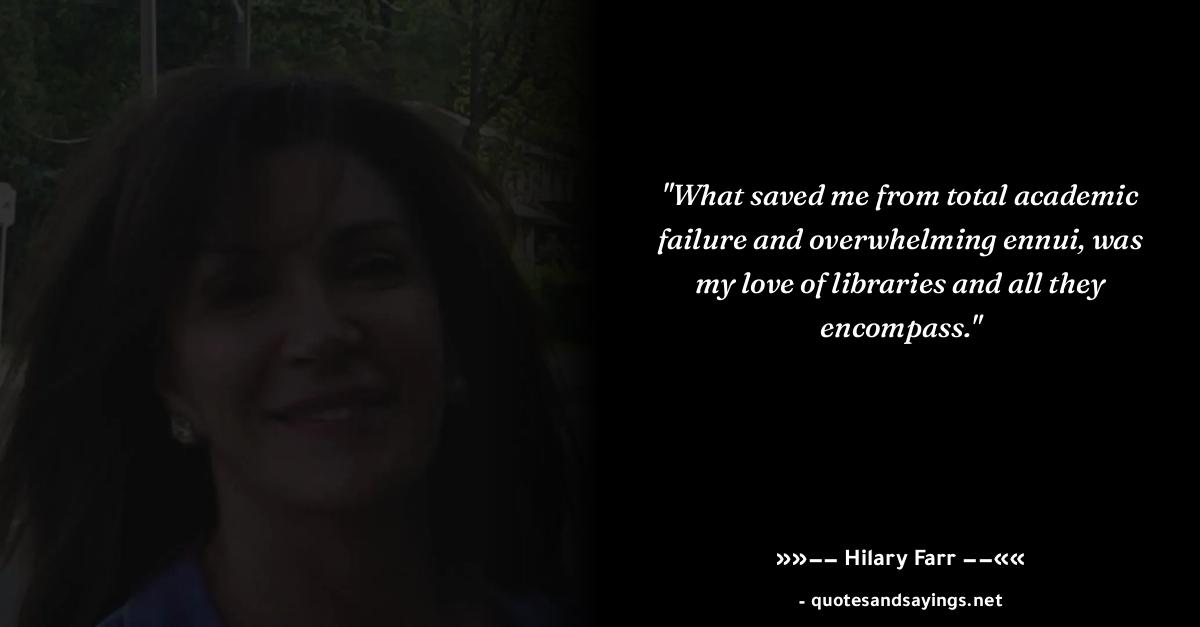 "What saved me from total academic
failure and overwhelming ennui, was
my love of libraries and all they
encompass."
»»−− Hilary Farr −−««
- quotesandsayings.net